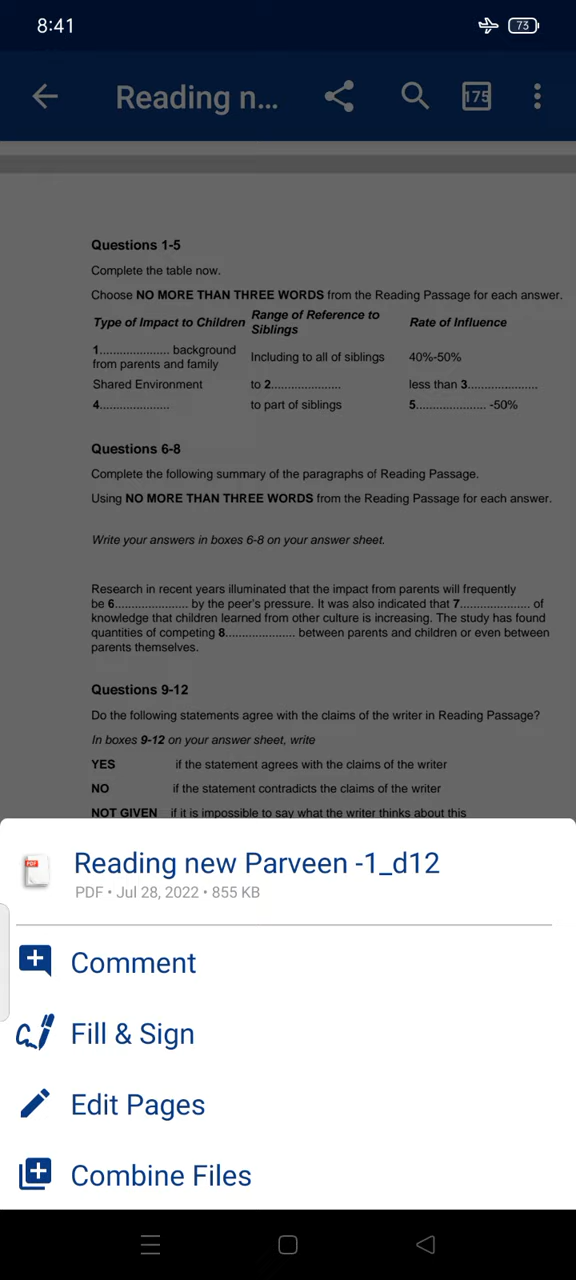 8:41
73
Reading n...
175
Questions 1-5
Complete the table now.
Choose NO MORE THAN THREE WORDS from the Reading Passage for each answer.
Type of Impact to Children Range of Reference to Siblings Rate of Influence
1.................... background from parents and family Including to all of siblings 40%-50%
Shared Environment to 2.................... less than 3....................
4.................... to part of siblings 5.................... -50%
Questions 6-8
Complete the following summary of the paragraphs of Reading Passage.
Using NO MORE THAN THREE WORDS from the Reading Passage for each answer.
Write your answers in boxes 6-8 on your answer sheet.
Research in recent years illuminated that the impact from parents will frequently
be 6..................... by the peer's pressure. It was also indicated that 7.................... of
knowledge that children learned from other culture is increasing. The study has found
quantities of competing 8.................... between parents and children or even between
parents themselves.
Questions 9-12
Do the following statements agree with the claims of the writer in Reading Passage?
In boxes 9-12 on your answer sheet, write
YES if the statement agrees with the claims of the writer
NO if the statement contradicts the claims of the writer
NOT GIVEN if it is impossible to say what the writer thinks about this
PDF
Reading new Parveen -1_d12
PDF • Jul 28, 2022 • 855 KB
Comment
Fill & Sign
Edit Pages
Combine Files